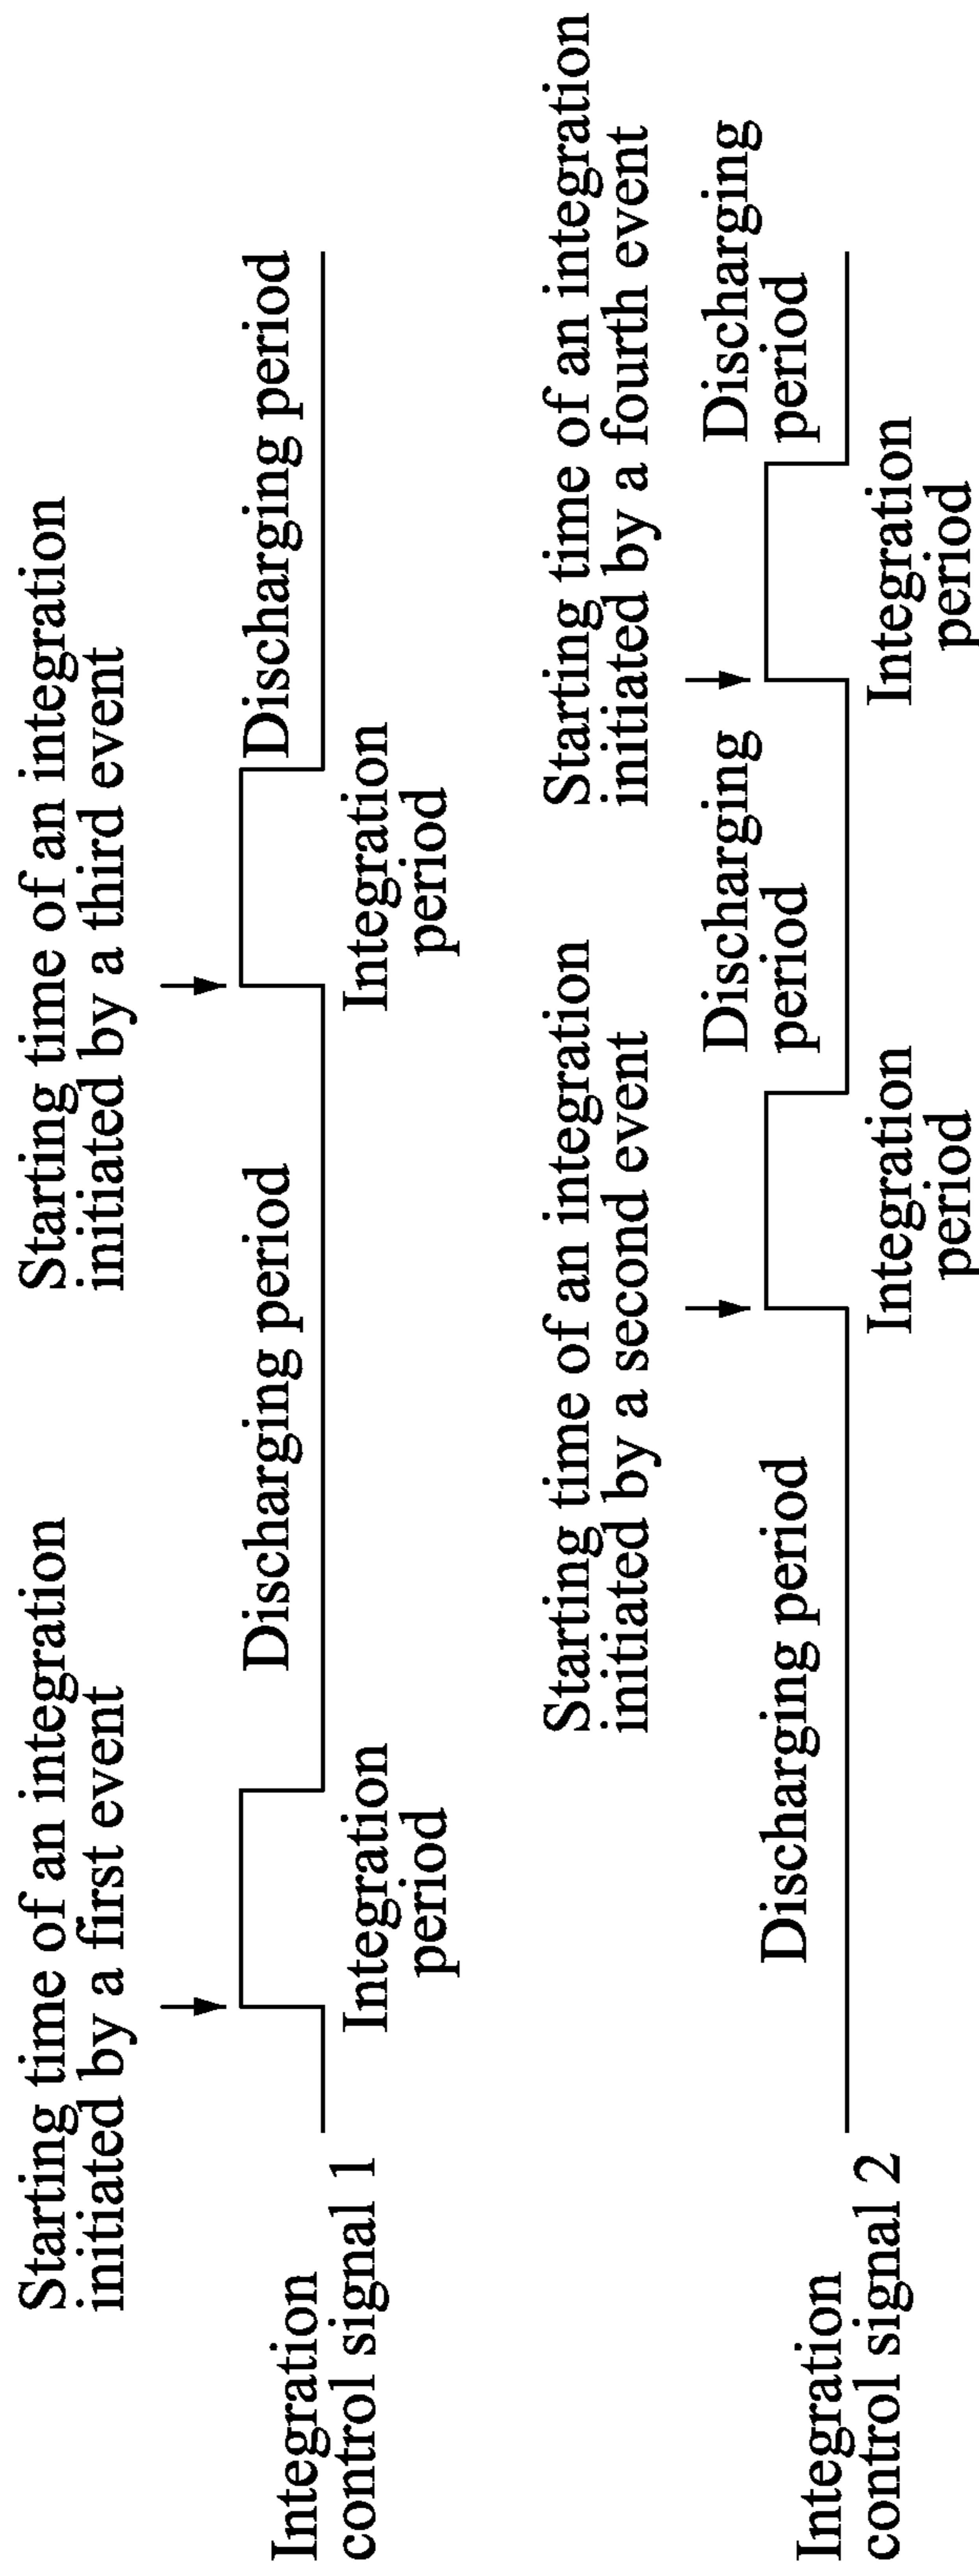 Starting time of an integration
initiated by a first event
Starting time of an integration
initiated by a third event
Integration
control signal 1
Discharging period
Discharging period
Integration
period
Integration
period
Starting time of an integration
initiated by a second event
Starting time of an integration
initiated by a fourth event
Integration
control signal 2
Discharging period
Discharging
period
Discharging
period
Integration
period
Integration
period